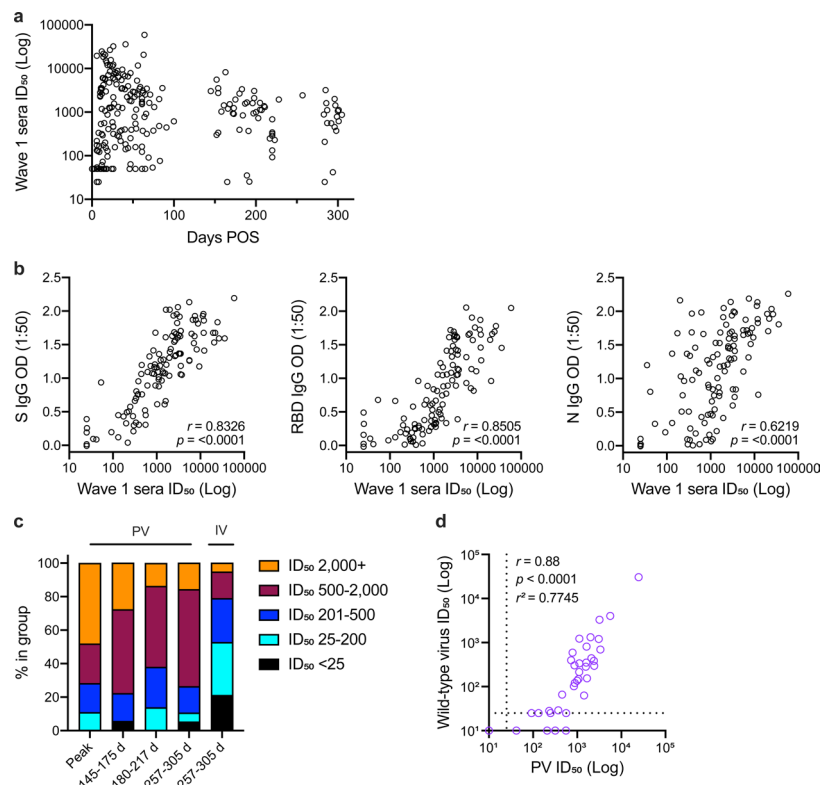 a
Wave 1 sera ID₅₀ (Log)
100000
10000
1000
100
10
0
100
200
300
Days POS
b
S IgG OD (1:50)
2.5
2.0
1.5
1.0
0.5
0.0
r = 0.8326
p = <0.0001
10 100 1000 10000 100000
Wave 1 sera ID₅₀ (Log)
RBD IgG OD (1:50)
2.5
2.0
1.5
1.0
0.5
0.0
r = 0.8505
p = <0.0001
10 100 1000 10000 100000
Wave 1 sera ID₅₀ (Log)
N IgG OD (1:50)
2.5
2.0
1.5
1.0
0.5
0.0
r = 0.6219
p = <0.0001
10 100 1000 10000 100000
Wave 1 sera ID₅₀ (Log)
c
PV IV
% in group
100
80
60
40
20
0
Peak
145-175 d
180-217 d
257-305 d
257-305 d
ID₅₀ 2,000+
ID₅₀ 500-2,000
ID₅₀ 201-500
ID₅₀ 25-200
ID₅₀ <25
d
Wild-type virus ID₅₀ (Log)
10⁵
10⁴
10³
10²
10¹
r = 0.88
p < 0.0001
r² = 0.7745
10¹ 10² 10³ 10⁴ 10⁵
PV ID₅₀ (Log)